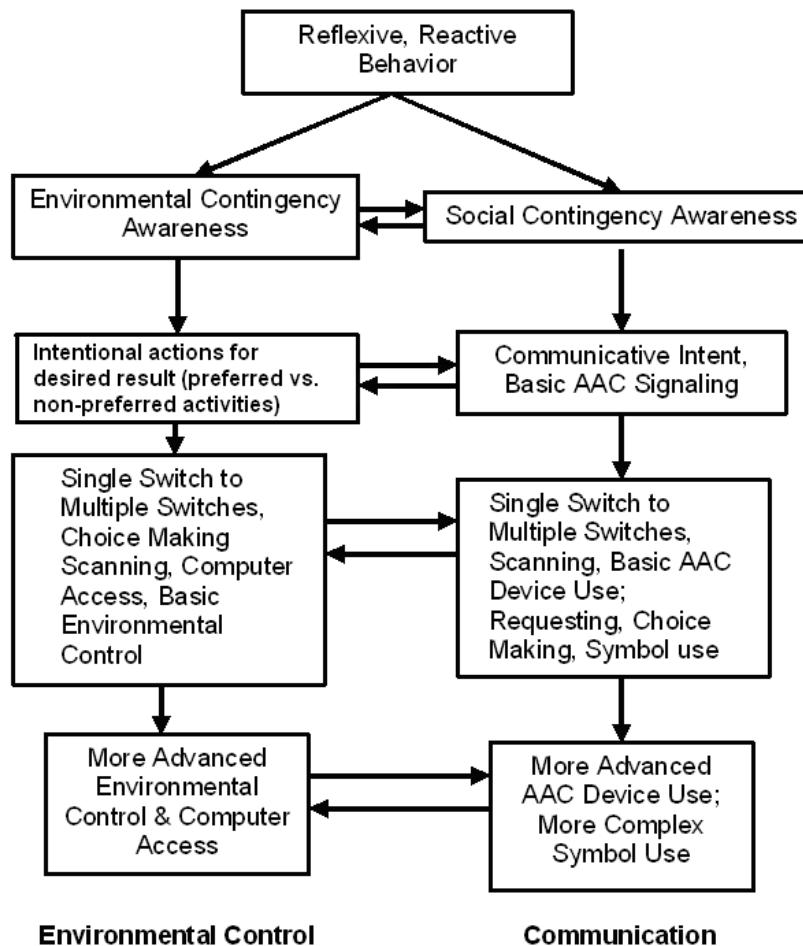 Reflexive, Reactive
Behavior
Environmental Contingency
Awareness
Social Contingency Awareness
Intentional actions for
desired result (preferred vs.
non-preferred activities)
Communicative Intent,
Basic AAC Signaling
Single Switch to
Multiple Switches,
Choice Making
Scanning, Computer
Access, Basic
Environmental
Control
Single Switch to
Multiple Switches,
Scanning, Basic AAC
Device Use;
Requesting, Choice
Making, Symbol use
More Advanced
Environmental
Control & Computer
Access
More Advanced
AAC Device Use;
More Complex
Symbol Use
Environmental Control
Communication